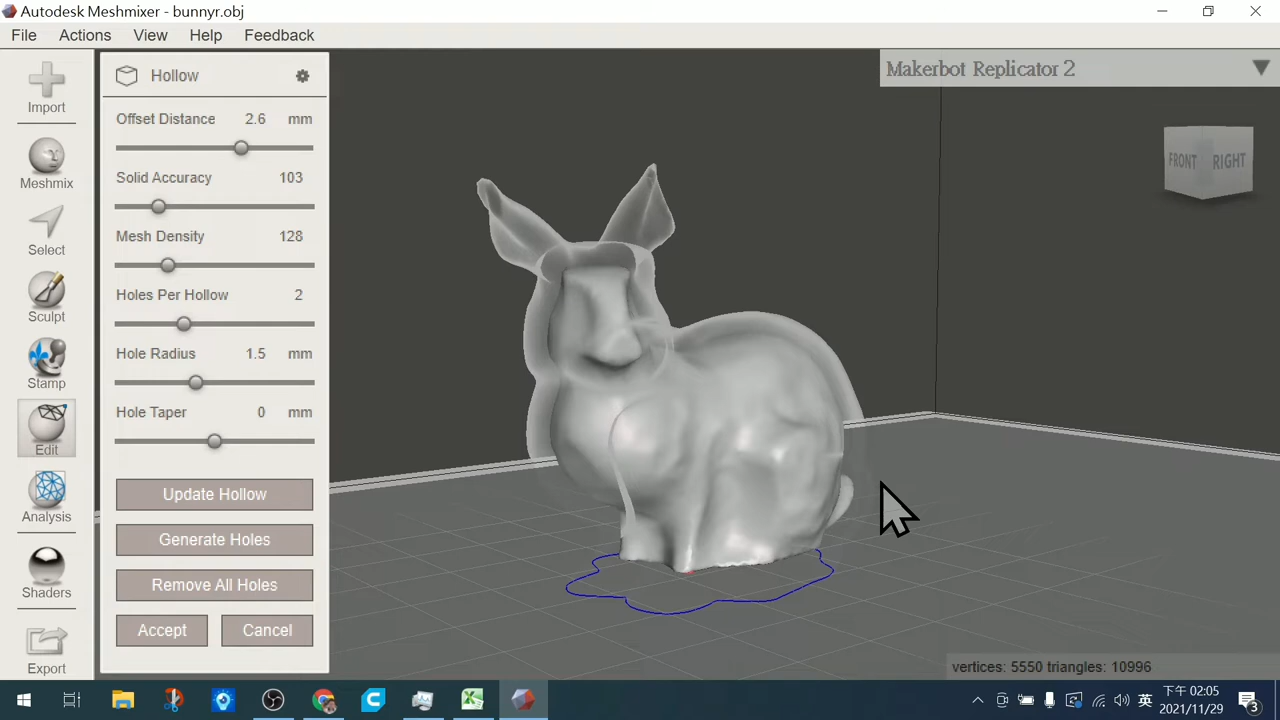 Autodesk Meshmixer - bunnyr.obj
File Actions View Help Feedback
Import
Meshmix
Select
Sculpt
Stamp
Edit
Analysis
Shaders
Export
Hollow
Offset Distance 2.6 mm
Solid Accuracy 103
Mesh Density 128
Holes Per Hollow 2
Hole Radius 1.5 mm
Hole Taper 0 mm
Update Hollow
Generate Holes
Remove All Holes
Accept Cancel
Makerbot Replicator 2
FRONT RIGHT
vertices: 5550 triangles: 10996
英
下午 02:05
2021/11/29
3